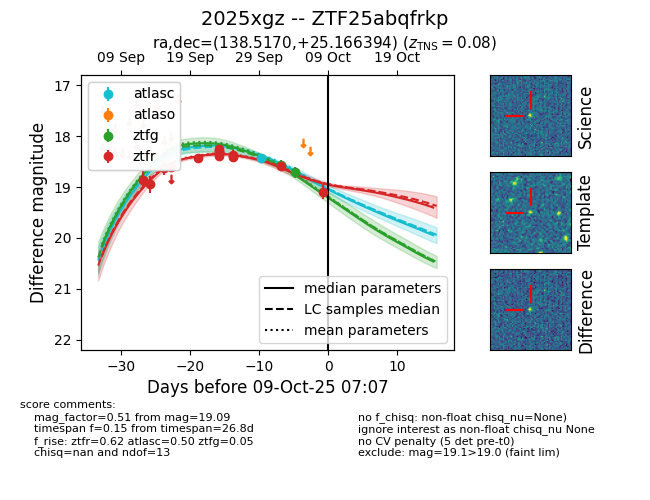 2025xgz -- ZTF25abqfrkp
ra,dec=(138.5170,+25.166394) (z_TNS = 0.08)
09 Sep 19 Sep 29 Sep 09 Oct 19 Oct
17
18
19
20
21
22
Difference magnitude
atlasc
atlaso
ztfg
ztfr
median parameters
LC samples median
mean parameters
−30 −20 −10 0 10
Days before 09-Oct-25 07:07
Science
Template
Difference
score comments:
mag_factor=0.51 from mag=19.09
timespan f=0.15 from timespan=26.8d
f_rise: ztfr=0.62 atlasc=0.50 ztfg=0.05
chisq=nan and ndof=13
no f_chisq: non-float chisq_nu=None)
ignore interest as non-float chisq_nu None
no CV penalty (5 det pre-t0)
exclude: mag=19.1>19.0 (faint lim)